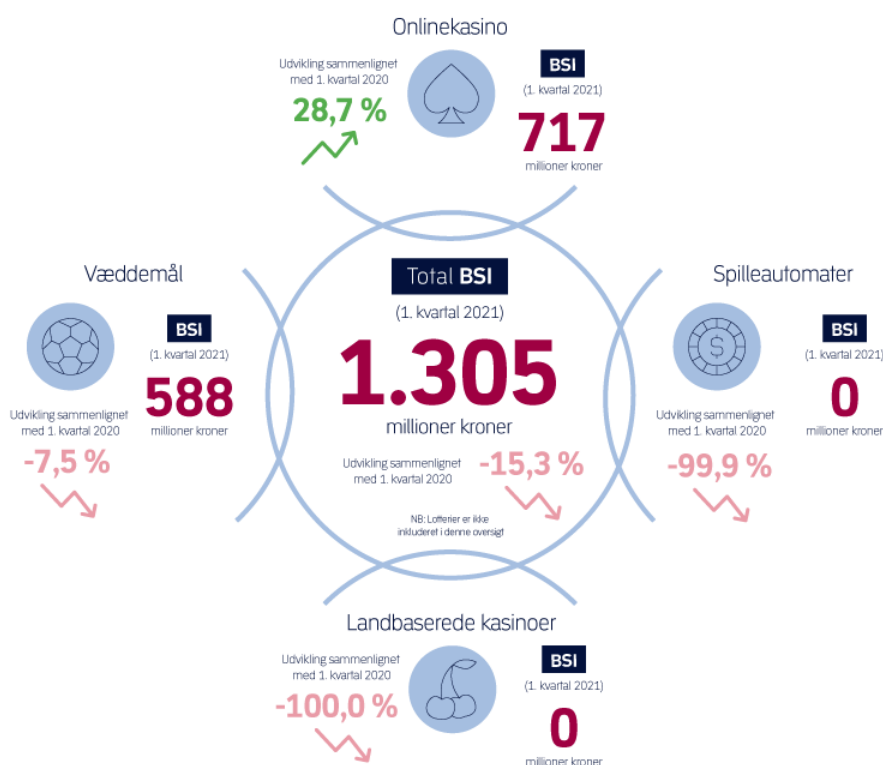 Onlinekasino
Udvikling sammenlignet
med 1. kvartal 2020
28,7 %
BSI
(1. kvartal 2021)
717
millioner kroner
Væddemål
BSI
(1. kvartal 2021)
588
millioner kroner
Udvikling sammenlignet
med 1. kvartal 2020
-7,5 %
Total BSI
(1. kvartal 2021)
1.305
millioner kroner
Udvikling sammenlignet
med 1. kvartal 2020
-15,3 %
NB: Lotterier er ikke
inkluderet i denne oversigt
Spilleautomater
BSI
(1. kvartal 2021)
0
millioner kroner
Udvikling sammenlignet
med 1. kvartal 2020
-99,9 %
Landbaserede kasinoer
Udvikling sammenlignet
med 1. kvartal 2020
-100,0 %
BSI
(1. kvartal 2021)
0
millioner kroner
$